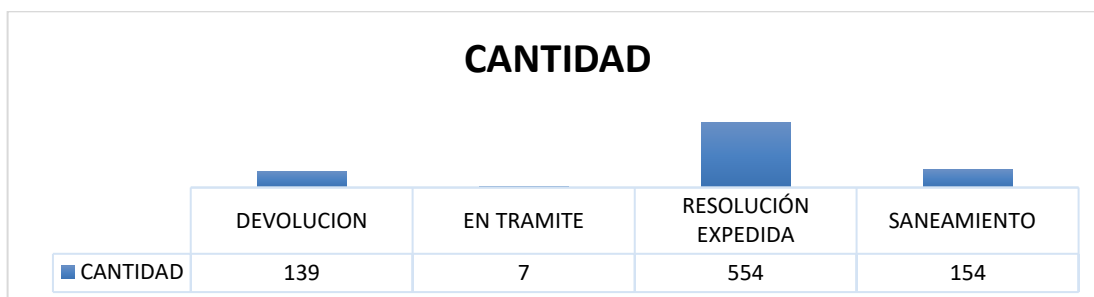 CANTIDAD
DEVOLUCION EN TRAMITE RESOLUCIÓN EXPEDIDA SANEAMIENTO
CANTIDAD 139 7 554 154